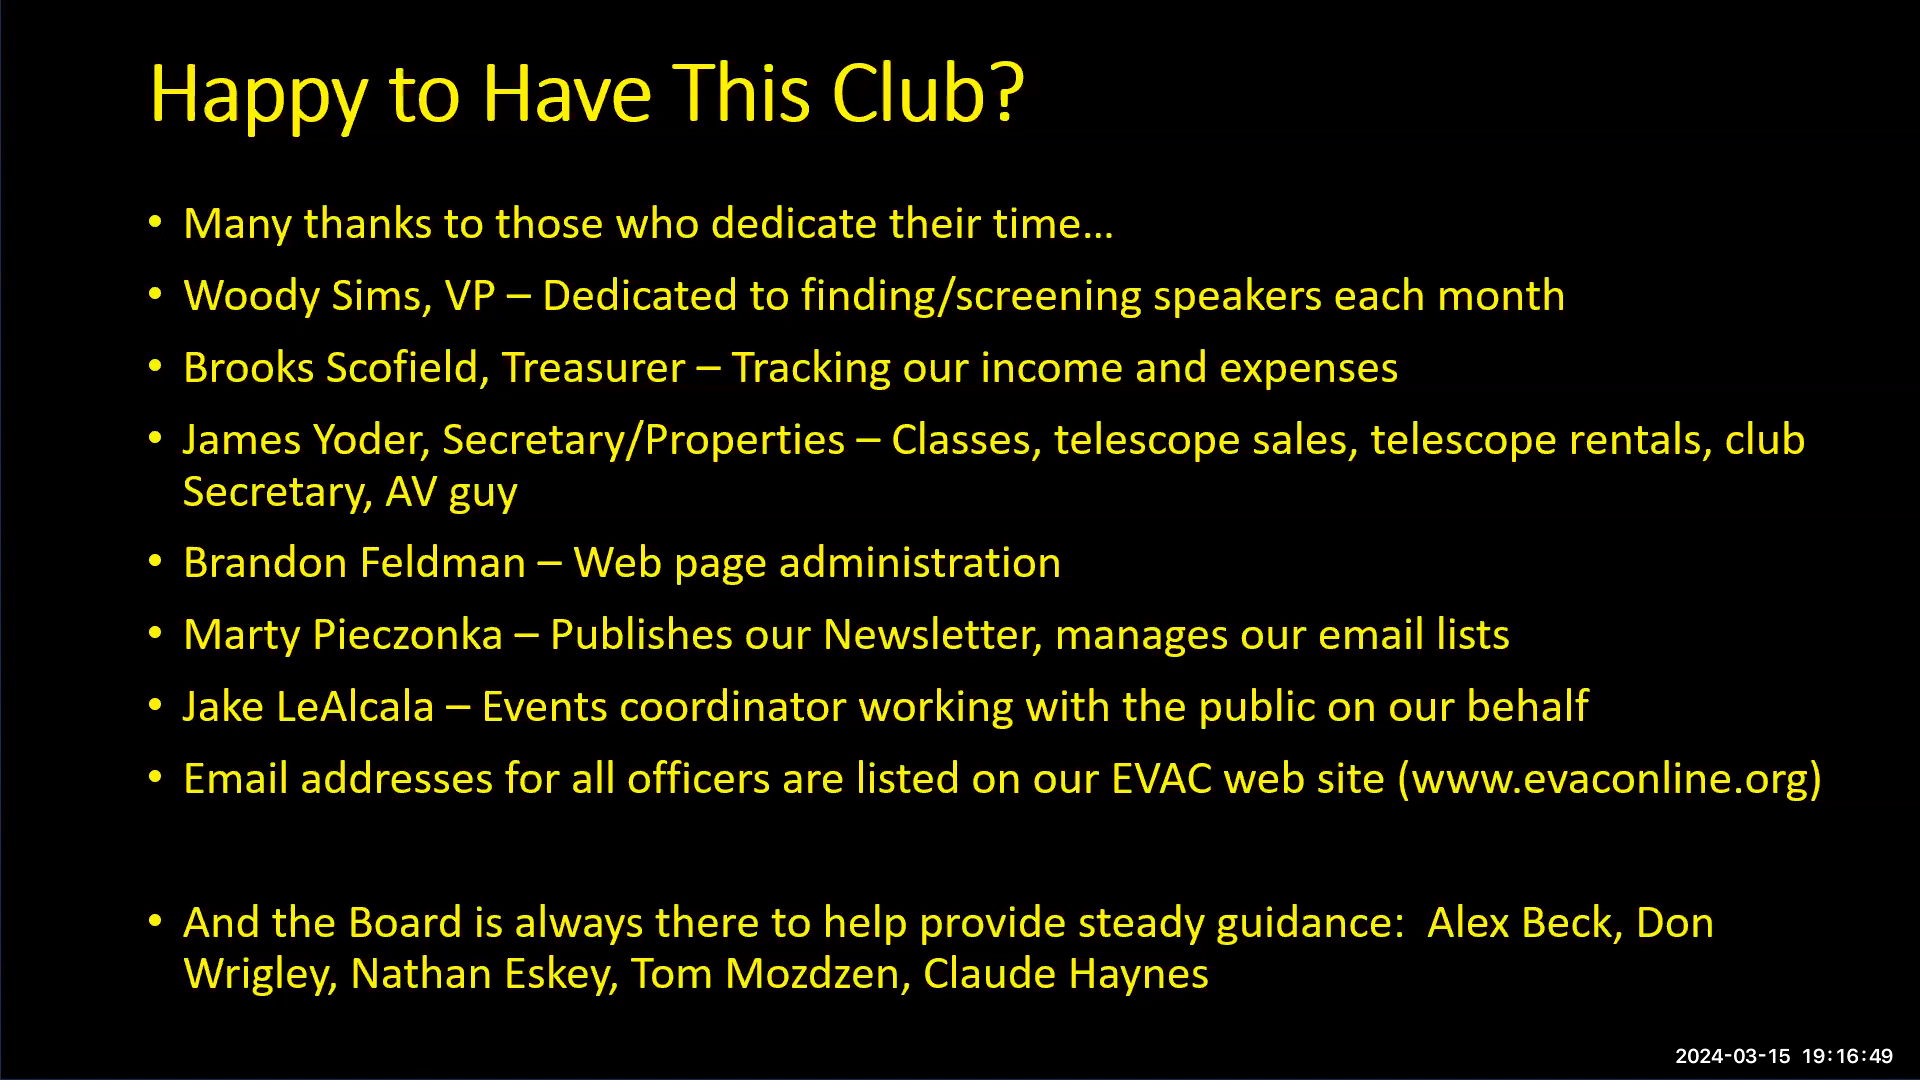 Happy to Have This Club?
• Many thanks to those who dedicate their time...
• Woody Sims, VP – Dedicated to finding/screening speakers each month
• Brooks Scofield, Treasurer – Tracking our income and expenses
• James Yoder, Secretary/Properties – Classes, telescope sales, telescope rentals, club
Secretary, AV guy
• Brandon Feldman – Web page administration
• Marty Pieczonka – Publishes our Newsletter, manages our email lists
• Jake LeAlcala – Events coordinator working with the public on our behalf
• Email addresses for all officers are listed on our EVAC web site (www.evaconline.org)
• And the Board is always there to help provide steady guidance:  Alex Beck, Don
Wrigley, Nathan Eskey, Tom Mozdzen, Claude Haynes
2024-03-15 19:16:49